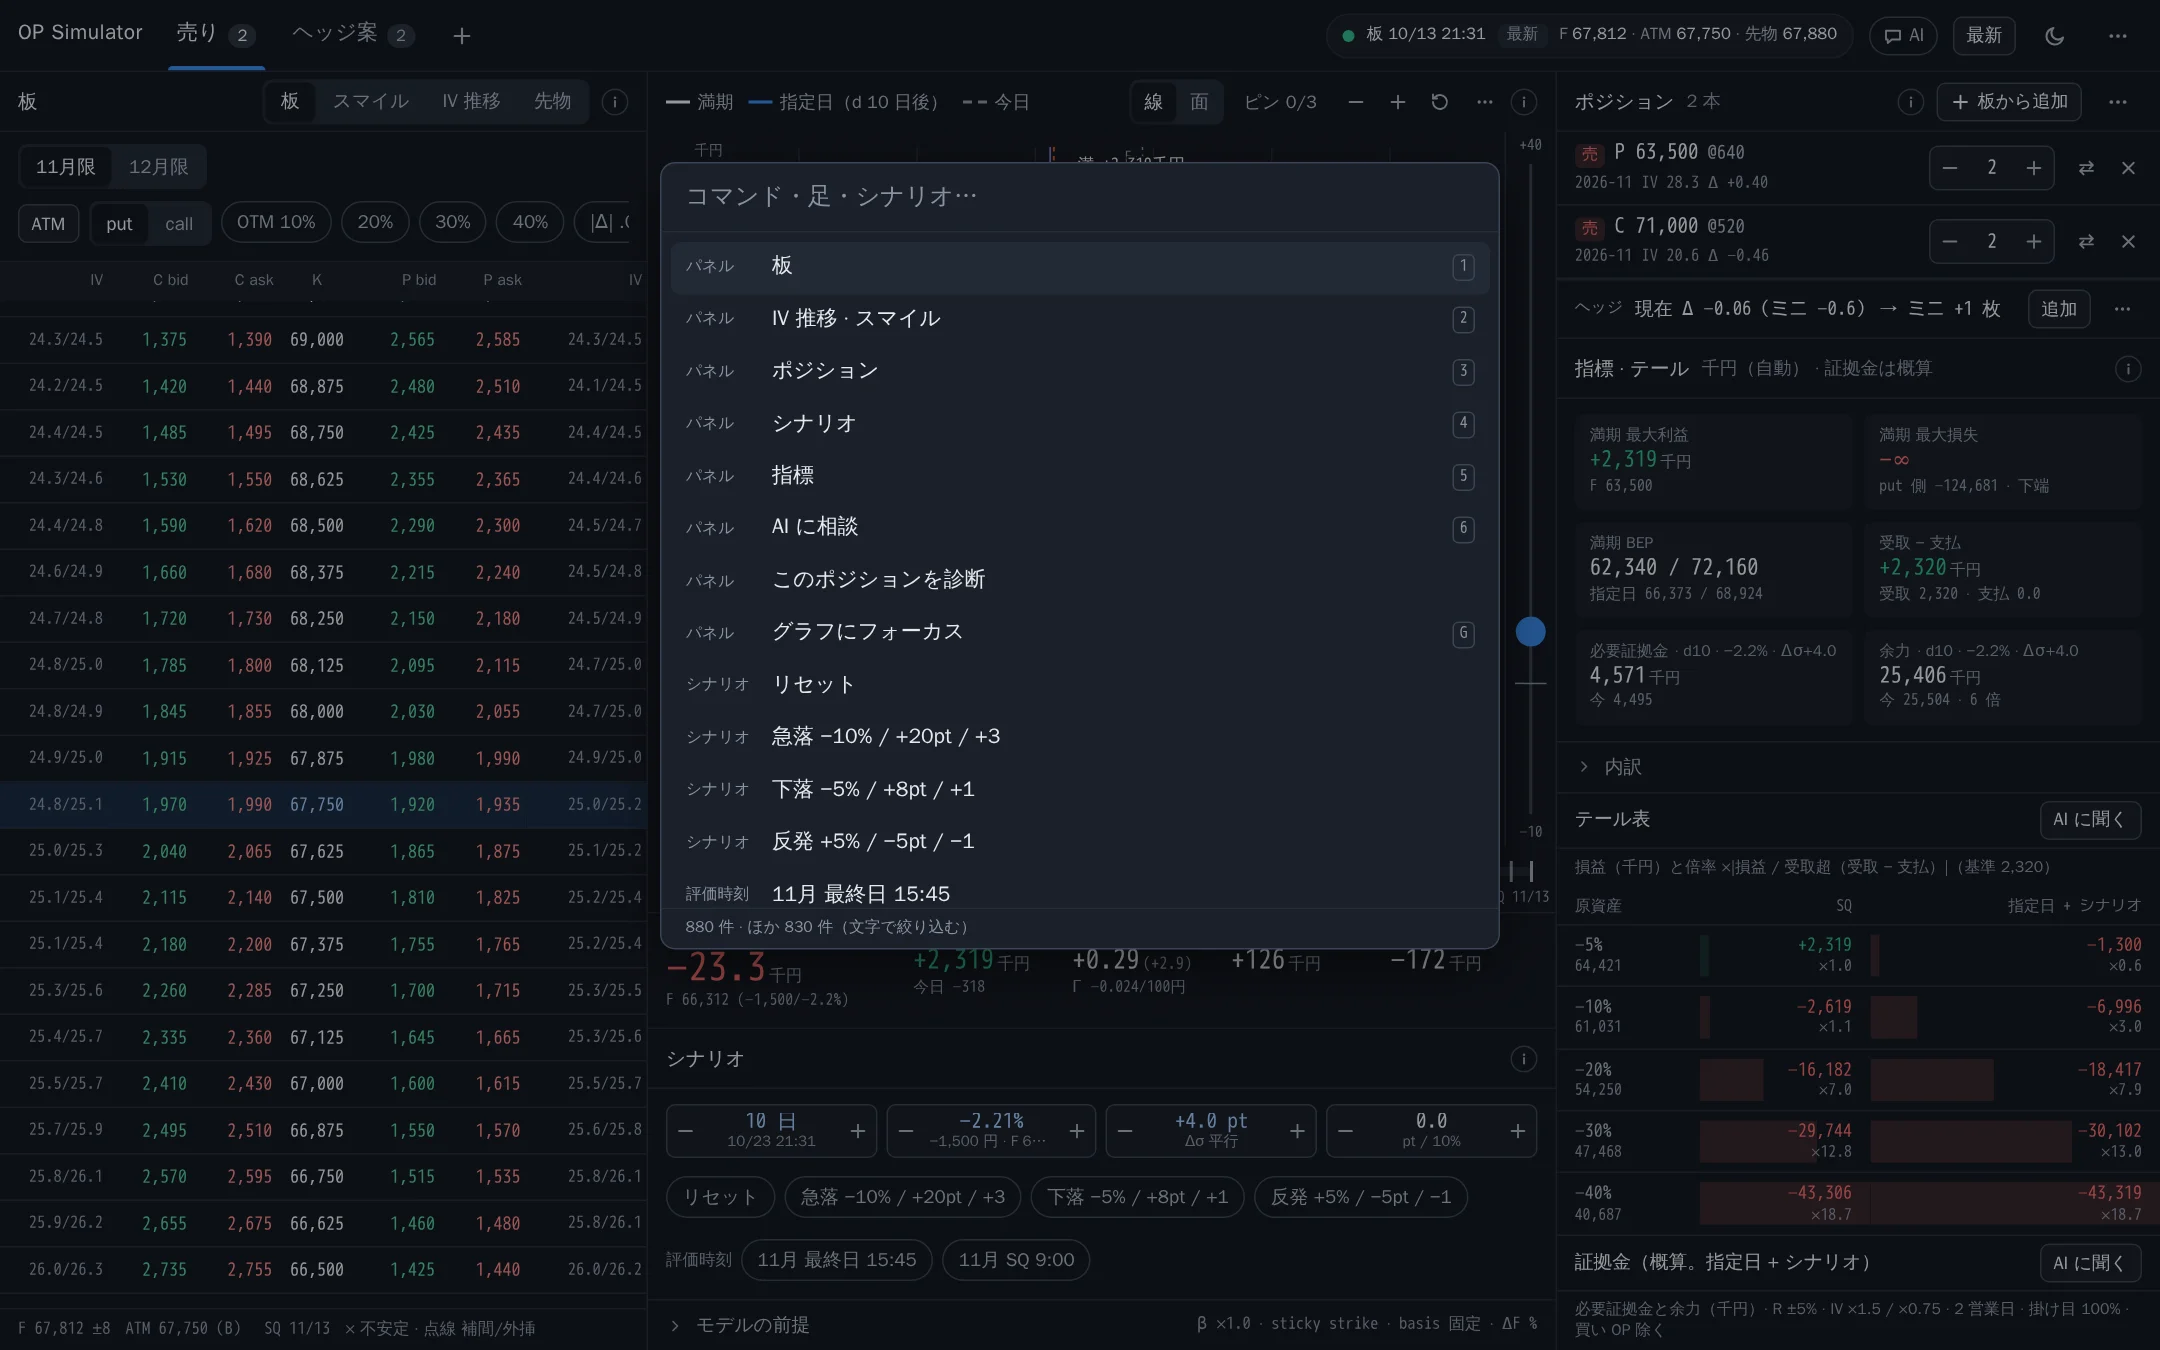 OP Simulator 売り 2 ヘッジ案 2 +
板 10/13 21:31 最新 F 67,812 · ATM 67,750 · 先物 67,880 AI 最新 …
板 板 スマイル IV 推移 先物
11月限 12月限
ATM put call OTM 10% 20% 30% 40% |Δ|
IV C bid C ask K P bid P ask IV
24.3/24.5 1,375 1,390 69,000 2,565 2,585 24.3/24.5
24.2/24.5 1,420 1,440 68,875 2,480 2,510 24.1/24.5
24.4/24.5 1,485 1,495 68,750 2,425 2,435 24.4/24.5
24.3/24.6 1,530 1,550 68,625 2,355 2,365 24.4/24.6
24.4/24.8 1,590 1,620 68,500 2,290 2,300 24.5/24.7
24.6/24.9 1,660 1,680 68,375 2,215 2,240 24.5/24.8
24.7/24.8 1,720 1,730 68,250 2,150 2,180 24.5/24.9
24.8/25.0 1,785 1,800 68,125 2,095 2,115 24.7/25.0
24.8/24.9 1,845 1,855 68,000 2,030 2,055 24.7/25.0
24.9/25.0 1,915 1,925 67,875 1,980 1,990 24.9/25.0
24.8/25.1 1,970 1,990 67,750 1,920 1,935 25.0/25.2
25.0/25.3 2,040 2,065 67,625 1,865 1,875 25.1/25.2
25.1/25.4 2,115 2,140 67,500 1,810 1,825 25.2/25.4
25.1/25.4 2,180 2,200 67,375 1,755 1,765 25.2/25.4
25.3/25.6 2,260 2,285 67,250 1,700 1,715 25.3/25.5
25.4/25.7 2,335 2,360 67,125 1,645 1,665 25.3/25.6
25.5/25.7 2,410 2,430 67,000 1,600 1,615 25.5/25.7
25.7/25.9 2,495 2,510 66,875 1,550 1,570 25.6/25.8
25.8/26.1 2,570 2,595 66,750 1,515 1,535 25.8/26.1
25.9/26.2 2,655 2,675 66,625 1,460 1,480 25.8/26.1
26.0/26.3 2,735 2,755 66,500 1,425 1,440 26.0/26.2
F 67,812 ±8 ATM 67,750 (B) SQ 11/13 × 不安定 · 点線 補間/外挿
満期 指定日（d 10 日後） 今日 線 面 ピン 0/3 − + …
千円
+40
コマンド・足・シナリオ…
パネル 板 1
パネル IV 推移 · スマイル 2
パネル ポジション 3
パネル シナリオ 4
パネル 指標 5
パネル AI に相談 6
パネル このポジションを診断
パネル グラフにフォーカス G
シナリオ リセット
シナリオ 急落 −10% / +20pt / +3
シナリオ 下落 −5% / +8pt / +1
シナリオ 反発 +5% / −5pt / −1
評価時刻 11月 最終日 15:45
880 件 · ほか 830 件（文字で絞り込む）
−10
11/13
−23.3千円 +2,319千円 +0.29(+2.9) +126千円 −172千円
F 66,312 (−1,500/−2.2%) 今日 −318 Γ −0.024/100円
シナリオ
− 10 日 + − −2.21% + − +4.0 pt + − 0.0 +
10/23 21:31 −1,500 円 · F 6… Δσ 平行 pt / 10%
リセット 急落 −10% / +20pt / +3 下落 −5% / +8pt / +1 反発 +5% / −5pt / −1
評価時刻 11月 最終日 15:45 11月 SQ 9:00
モデルの前提 β ×1.0 · sticky strike · basis 固定 · ΔF %
ポジション 2 本 + 板から追加 …
売 P 63,500 @640 − 2 + ⇄ ×
2026-11 IV 28.3 Δ +0.40
売 C 71,000 @520 − 2 + ⇄ ×
2026-11 IV 20.6 Δ −0.46
ヘッジ 現在 Δ −0.06 (ミニ −0.6) → ミニ +1 枚 追加 …
指標 · テール 千円（自動） · 証拠金は概算
満期 最大利益 満期 最大損失
+2,319千円 −∞
F 63,500 put 側 −124,681 · 下端
満期 BEP 受取 − 支払
62,340 / 72,160 +2,320千円
指定日 66,373 / 68,924 受取 2,320 · 支払 0.0
必要証拠金 · d10 · −2.2% · Δσ+4.0 余力 · d10 · −2.2% · Δσ+4.0
4,571千円 25,406千円
今 4,495 今 25,504 · 6 倍
内訳
テール表 AI に聞く
損益（千円）と倍率 ×|損益 / 受取超（受取 − 支払）|（基準 2,320）
原資産 SQ 指定日 + シナリオ
−5% +2,319 −1,300
64,421 ×1.0 ×0.6
−10% −2,619 −6,996
61,031 ×1.1 ×3.0
−20% −16,182 −18,417
54,250 ×7.0 ×7.9
−30% −29,744 −30,102
47,468 ×12.8 ×13.0
−40% −43,306 −43,319
40,687 ×18.7 ×18.7
証拠金（概算。指定日 + シナリオ） AI に聞く
必要証拠金と余力（千円）· R ±5% · IV ×1.5 / ×0.75 · 2 営業日 · 掛け目 100% ·
買い OP 除く